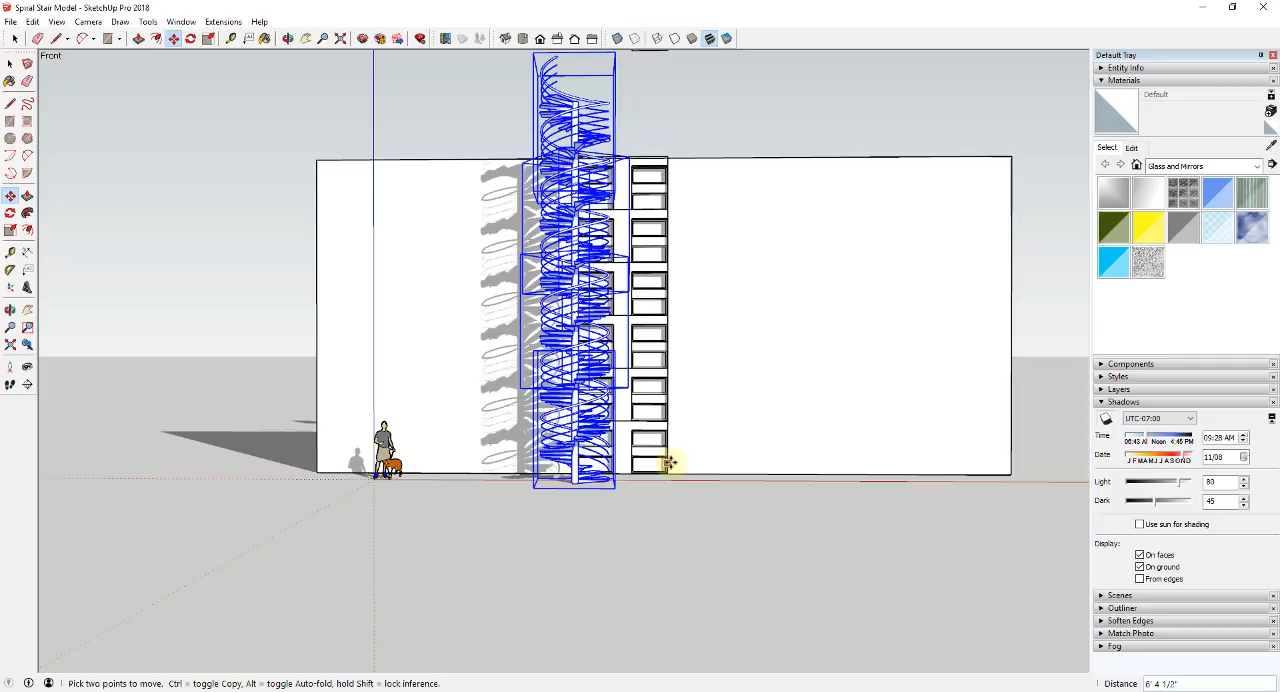 Spiral Stair Model - SketchUp Pro 2018
File Edit View Camera Draw Tools Window Extensions Help
Front
Default Tray
Entity Info
Materials
Default
Select Edit
Glass and Mirrors
Components
Styles
Layers
Shadows
UTC-07:00
Time 06:43 AM Noon 4:45 PM 09:28 AM
Date J F M A M J J A S O N D 11/08
Light 80
Dark 45
Use sun for shading
Display:
On faces
On ground
From edges
Scenes
Outliner
Soften Edges
Match Photo
Fog
Pick two points to move. Ctrl = toggle Copy, Alt = toggle Auto-fold, hold Shift = lock inference.
Distance 6' 4 1/2"